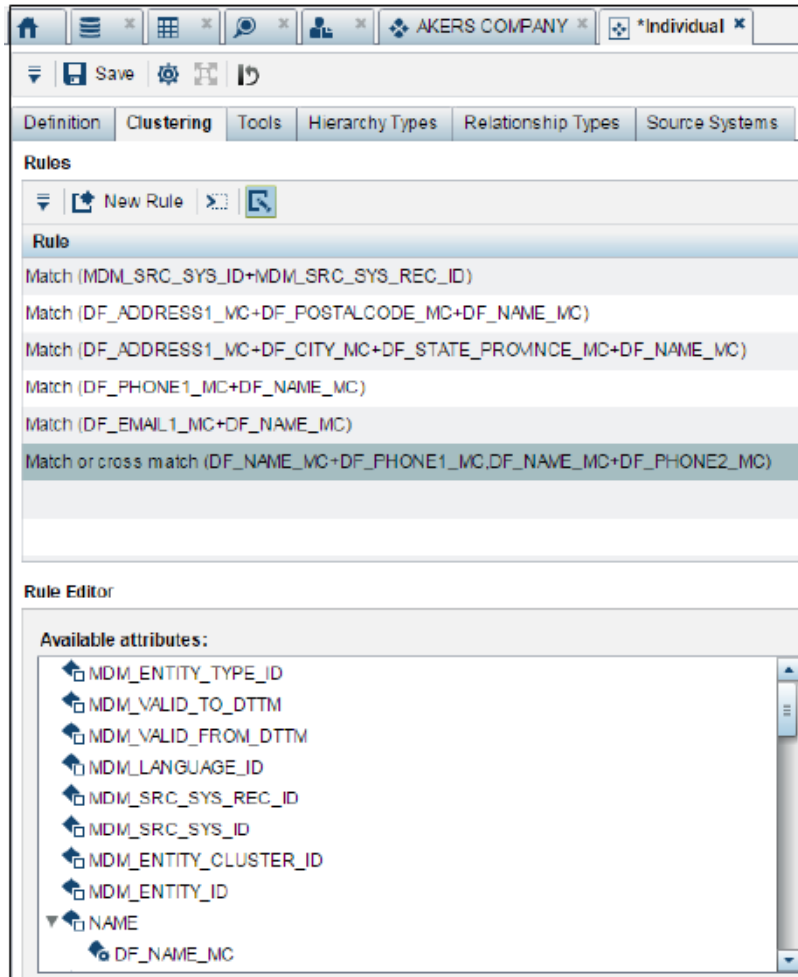 AKERS COMPANY *Individual
Save
Definition Clustering Tools Hierarchy Types Relationship Types Source Systems
Rules
New Rule
Rule
Match (MDM_SRC_SYS_ID+MDM_SRC_SYS_REC_ID)
Match (DF_ADDRESS1_MC+DF_POSTALCODE_MC+DF_NAME_MC)
Match (DF_ADDRESS1_MC+DF_CITY_MC+DF_STATE_PROVINCE_MC+DF_NAME_MC)
Match (DF_PHONE1_MC+DF_NAME_MC)
Match (DF_EMAIL1_MC+DF_NAME_MC)
Match or cross match (DF_NAME_MC+DF_PHONE1_MC,DF_NAME_MC+DF_PHONE2_MC)
Rule Editor
Available attributes:
MDM_ENTITY_TYPE_ID
MDM_VALID_TO_DTTM
MDM_VALID_FROM_DTTM
MDM_LANGUAGE_ID
MDM_SRC_SYS_REC_ID
MDM_SRC_SYS_ID
MDM_ENTITY_CLUSTER_ID
MDM_ENTITY_ID
NAME
DF_NAME_MC